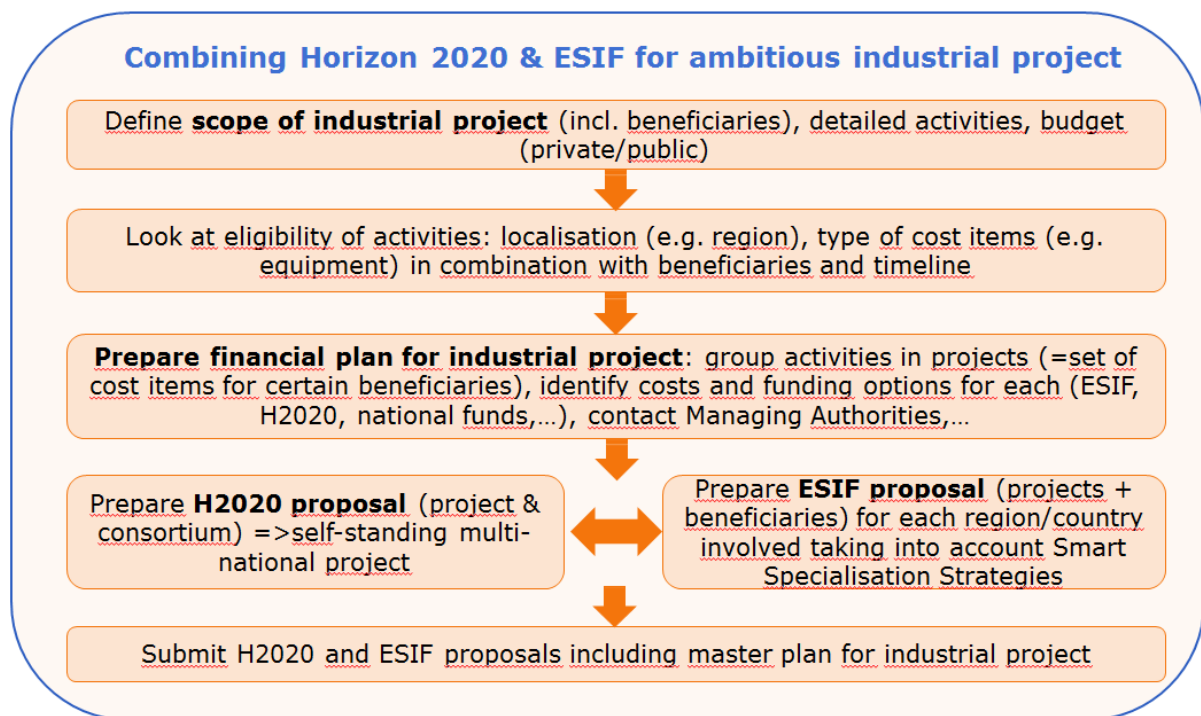 Combining Horizon 2020 & ESIF for ambitious industrial project
Define scope of industrial project (incl. beneficiaries), detailed activities, budget
(private/public)
Look at eligibility of activities: localisation (e.g. region), type of cost items (e.g.
equipment) in combination with beneficiaries and timeline
Prepare financial plan for industrial project: group activities in projects (=set of
cost items for certain beneficiaries), identify costs and funding options for each (ESIF,
H2020, national funds,...), contact Managing Authorities,...
Prepare H2020 proposal (project &
consortium) =>self-standing multi-
national project
Prepare ESIF proposal (projects +
beneficiaries) for each region/country
involved taking into account Smart
Specialisation Strategies
Submit H2020 and ESIF proposals including master plan for industrial project